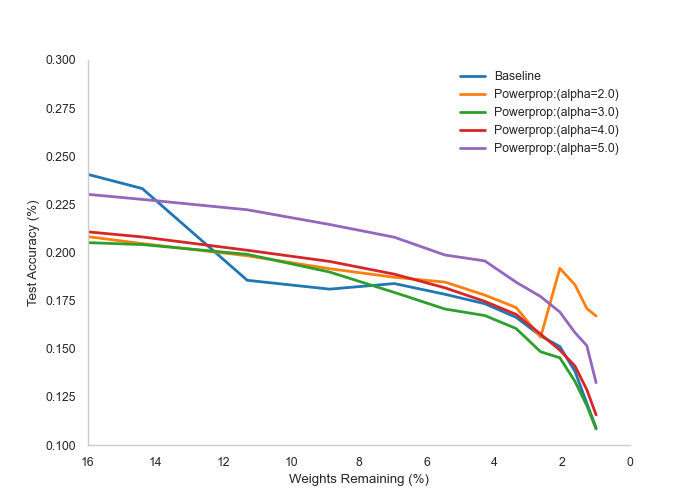 0.300
0.275
0.250
0.225
0.200
0.175
0.150
0.125
0.100
Test Accuracy (%)
Baseline
Powerprop:(alpha=2.0)
Powerprop:(alpha=3.0)
Powerprop:(alpha=4.0)
Powerprop:(alpha=5.0)
16 14 12 10 8 6 4 2 0
Weights Remaining (%)